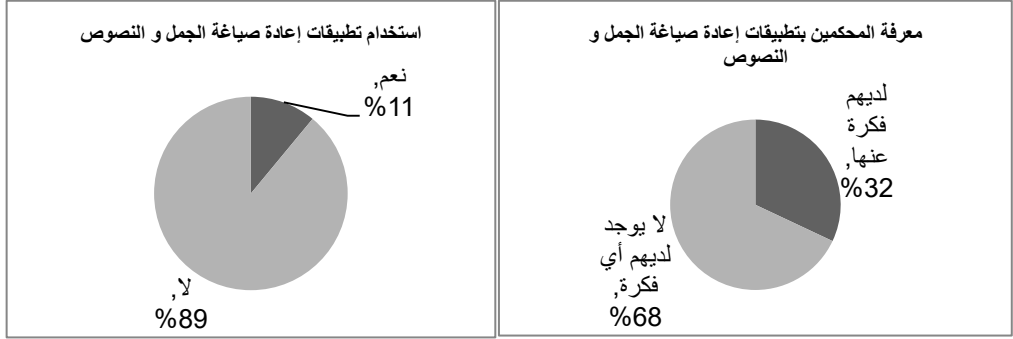 معرفة المحكمين بتطبيقات إعادة صياغة الجمل و
النصوص
لديهم
فكرة
عنها,
%32
لا يوجد
لديهم أي
فكرة,
%68
استخدام تطبيقات إعادة صياغة الجمل و النصوص
نعم,
%11
لا,
%89